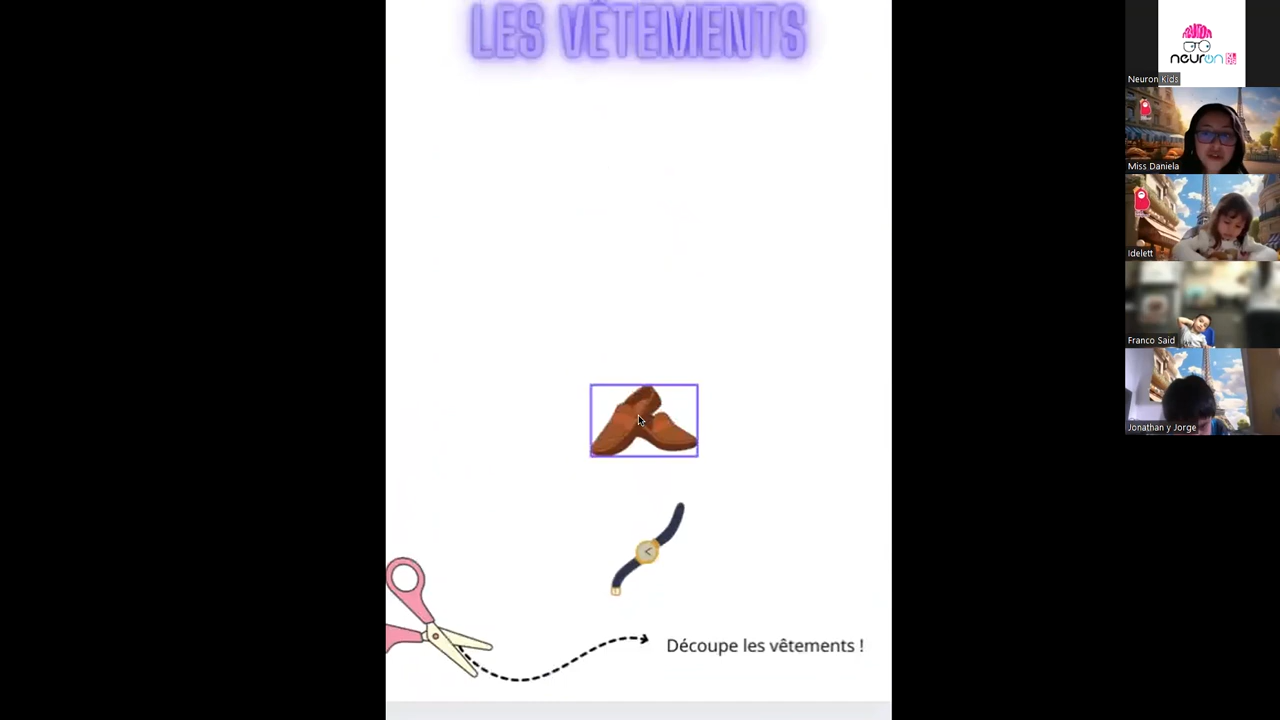 LES VÊTEMENTS
Découpe les vêtements !
neuron
Neuron Kids
Miss Daniela
Idelett
Franco Said
Jonathan y Jorge